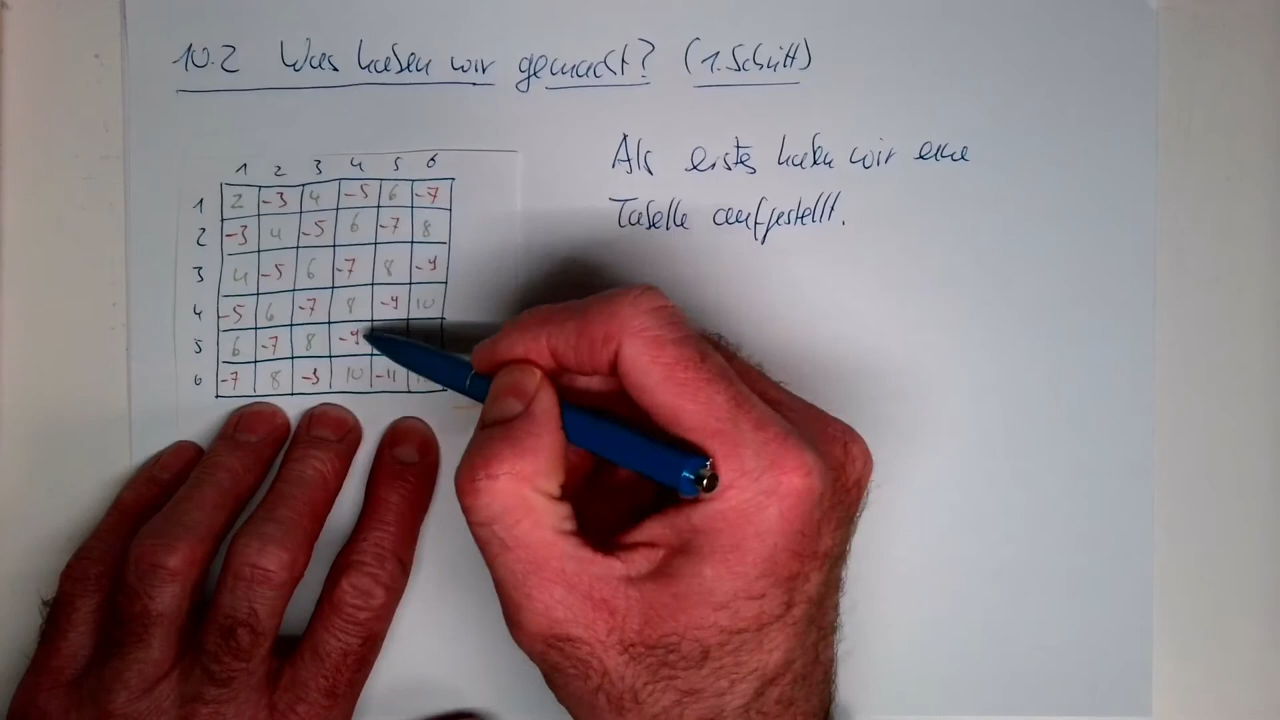 10.2 Was haben wir gemacht? (1. Schritt)
Als erstes haben wir eine
Tabelle aufgestellt.
1 2 3 4 5 6
1 2 -3 4 -5 6 -7
2 -3 4 -5 6 -7 8
3 4 -5 6 -7 8 -9
4 -5 6 -7 8 -9 10
5 6 -7 8 -9
6 -7 8 -9 10 -11